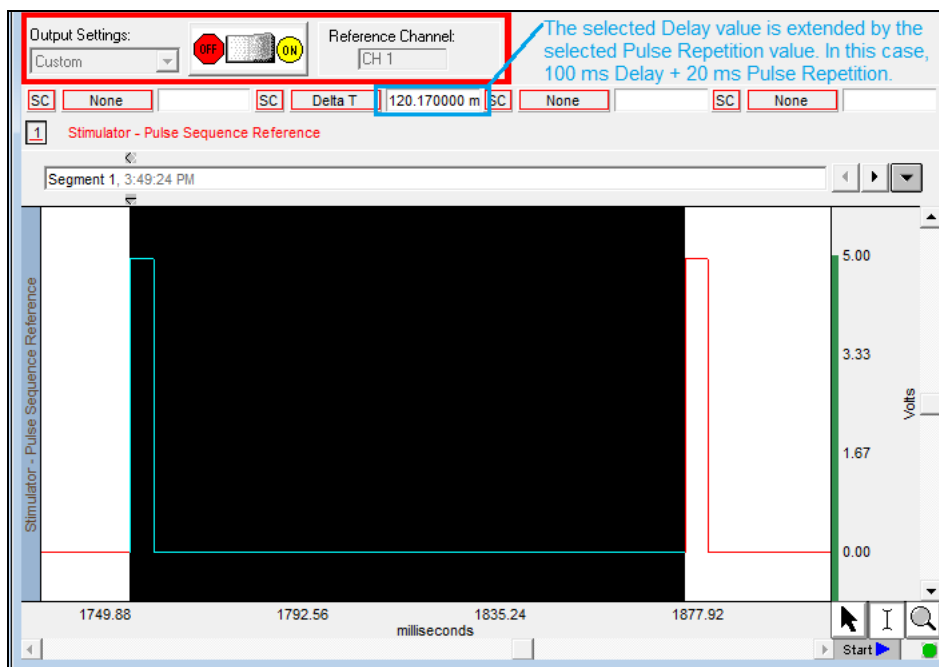 Output Settings:
Custom
OFF
ON
Reference Channel:
CH 1
The selected Delay value is extended by the
selected Pulse Repetition value. In this case,
100 ms Delay + 20 ms Pulse Repetition.
SC None SC Delta T 120.170000 m SC None SC None
1 Stimulator - Pulse Sequence Reference
Segment 1, 3:49:24 PM
Stimulator - Pulse Sequence Reference
5.00
3.33
1.67
0.00
Volts
1749.88 1792.56 1835.24 1877.92
milliseconds
Start